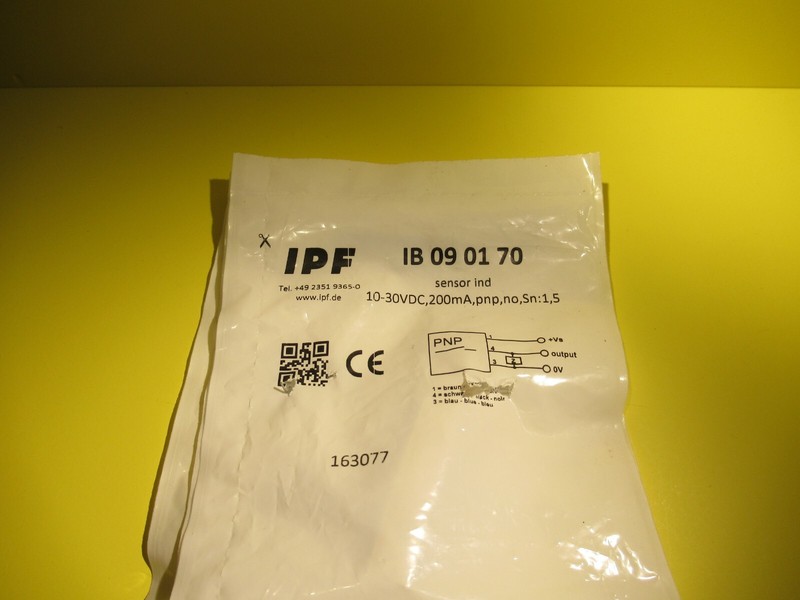 IPF
IB 09 01 70
Tel. +49 2351 9365-0
www.ipf.de
sensor ind
10-30VDC,200mA,pnp,no,Sn:1,5
CE
PNP
1
+Ve
4
output
3
0V
1 = braun
4 = schw
ack - noir
3 = blau - blue - bleu
163077